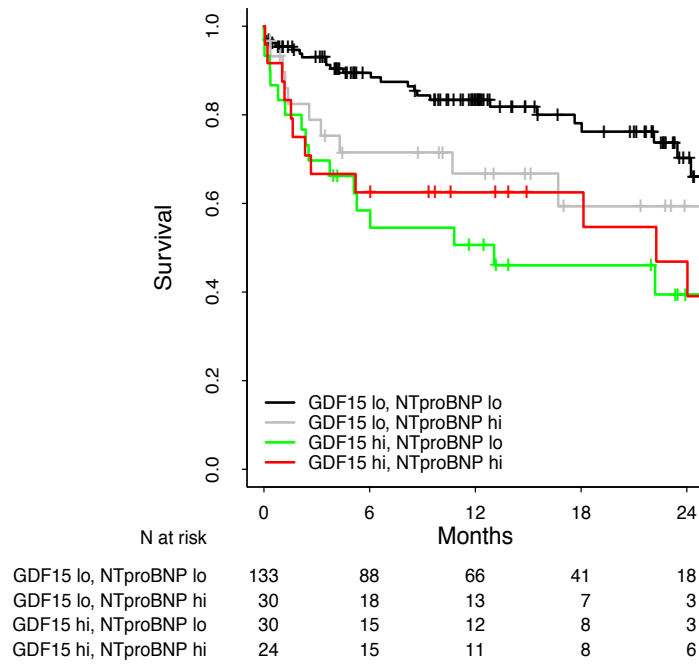 1.0
0.8
0.6
0.4
0.2
0.0
Survival
GDF15 lo, NTproBNP lo
GDF15 lo, NTproBNP hi
GDF15 hi, NTproBNP lo
GDF15 hi, NTproBNP hi
0 6 12 18 24
N at risk Months
GDF15 lo, NTproBNP lo 133 88 66 41 18
GDF15 lo, NTproBNP hi 30 18 13 7 3
GDF15 hi, NTproBNP lo 30 15 12 8 3
GDF15 hi, NTproBNP hi 24 15 11 8 6